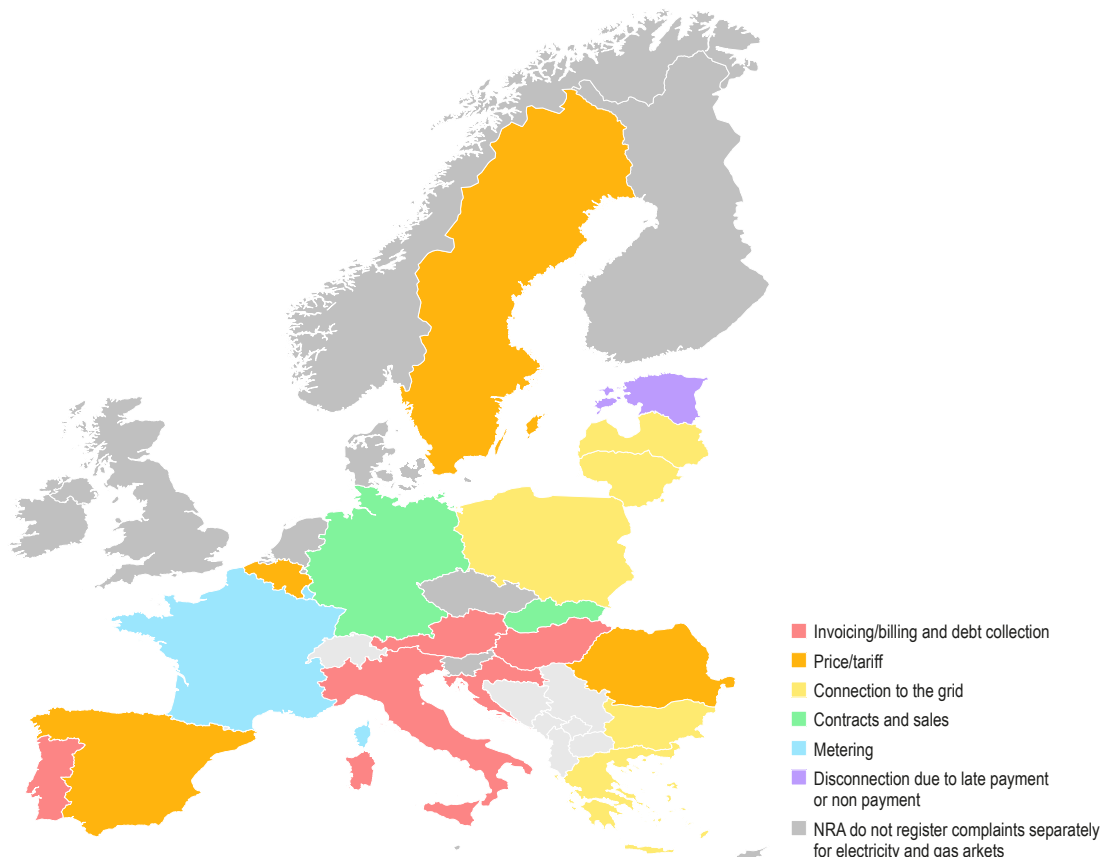 Invoicing/billing and debt collection
Price/tariff
Connection to the grid
Contracts and sales
Metering
Disconnection due to late payment
or non payment
NRA do not register complaints separately
for electricity and gas arkets